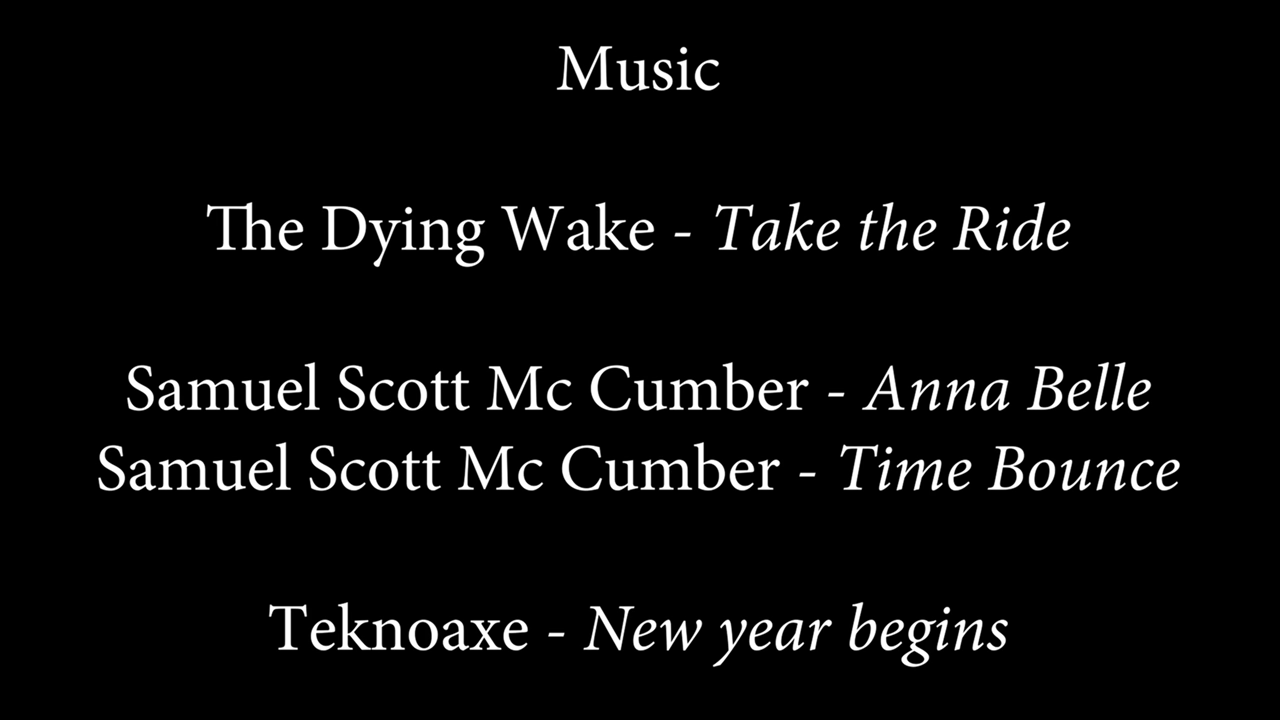 Music
The Dying Wake - Take the Ride
Samuel Scott Mc Cumber - Anna Belle
Samuel Scott Mc Cumber - Time Bounce
Teknoaxe - New year begins